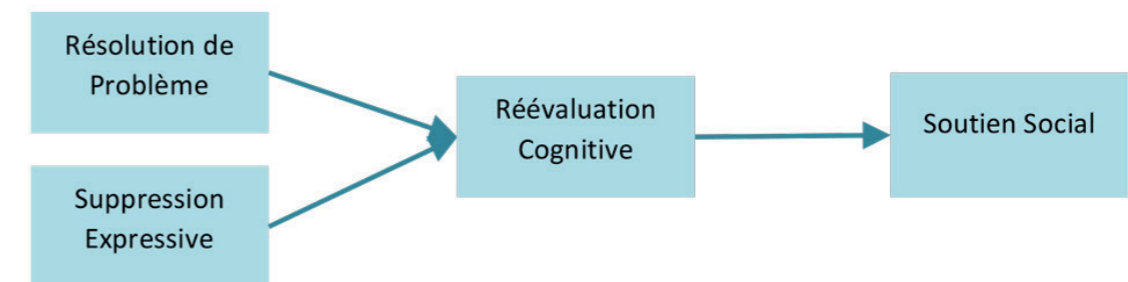 Résolution de
Problème
Suppression
Expressive
Réévaluation
Cognitive
Soutien Social